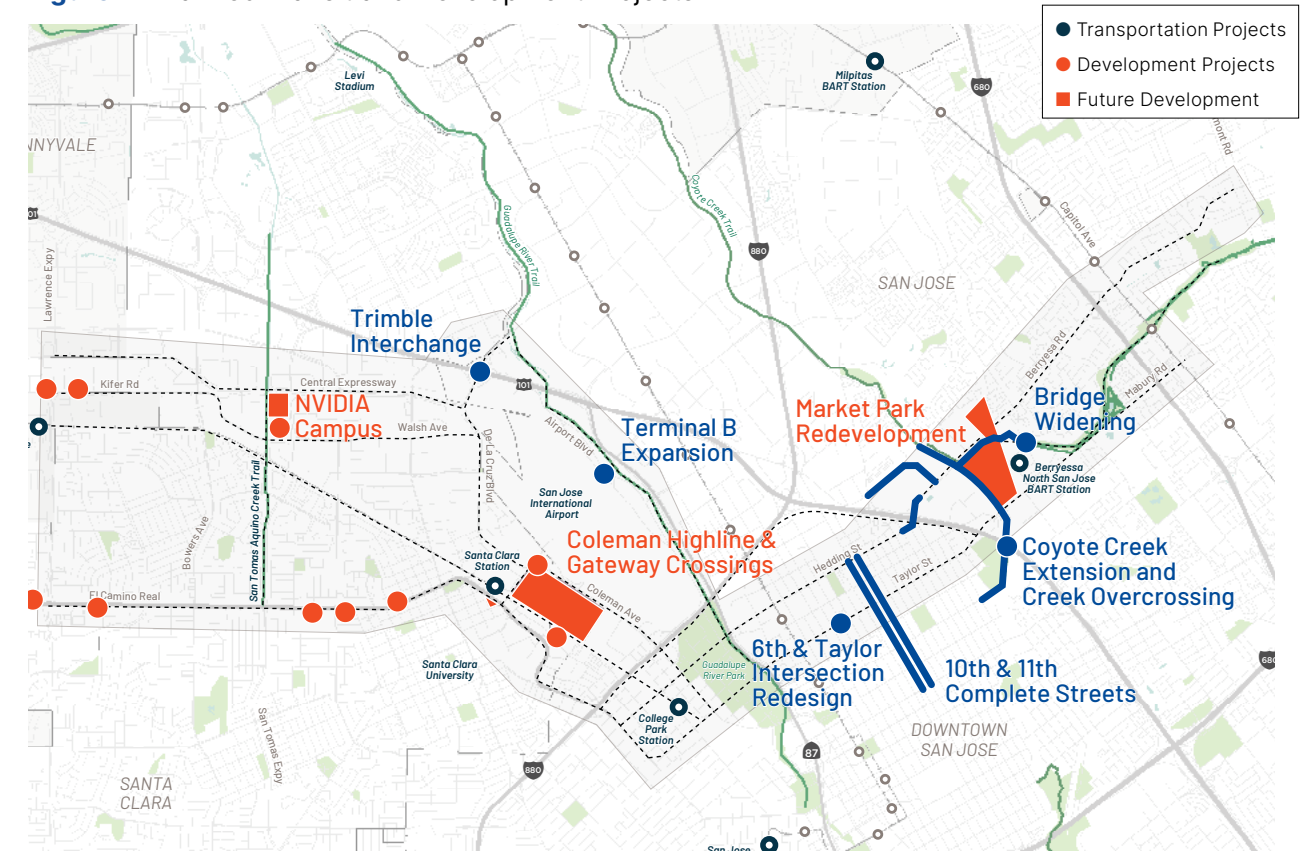 Transportation Projects
Development Projects
Future Development
Levi
Stadium
Milpitas
BART Station
680
NNYVALE
mont Rd
Coyote Creek Trail
Capitol Ave
101
Guadalupe River Trail
880
Lawrence Expy
SAN JOSE
Trimble
Interchange
Berryesa Rd
Mabury Rd
Kifer Rd
Central Expressway
101
NVIDIA
Campus
Walsh Ave
Airport Blvd
Terminal B
Expansion
Market Park
Redevelopment
Bridge
Widening
De La Cruz Blvd
Berryessa
North San Jose
BART Station
San Jose
International
Airport
San Tomas Aquino Creek Trail
Bowers Ave
Coleman Highline &
Gateway Crossings
Santa Clara
Station
Hedding St
Taylor St
Coyote Creek
Extension and
Creek Overcrossing
El Camino Real
Coleman Ave
Santa Clara
University
Guadalupe
River Park
6th & Taylor
Intersection
Redesign
10th & 11th
Complete Streets
680
San Tomas Expy
College
Park
Station
DOWNTOWN
SAN JOSE
87
880
SANTA
CLARA
San Jose